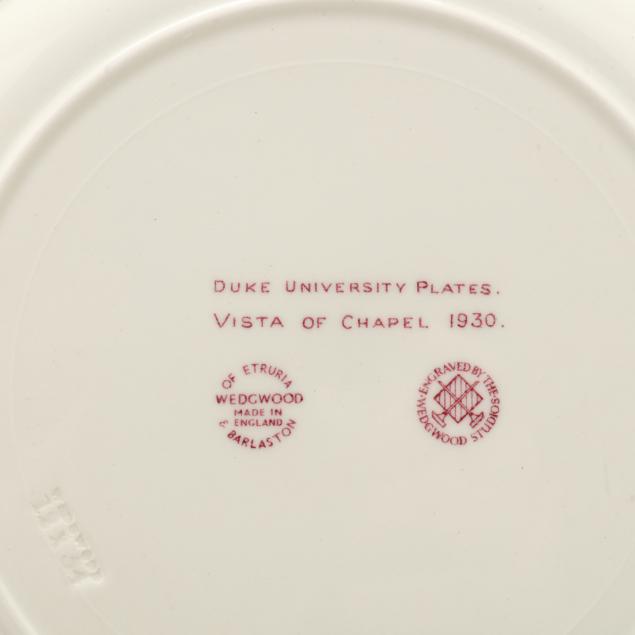 DUKE UNIVERSITY PLATES.
VISTA OF CHAPEL 1930.
OF ETRURIA
WEDGWOOD
MADE IN
ENGLAND
& BARLASTON
ENGRAVED BY THE
WEDGWOOD STUDIOS